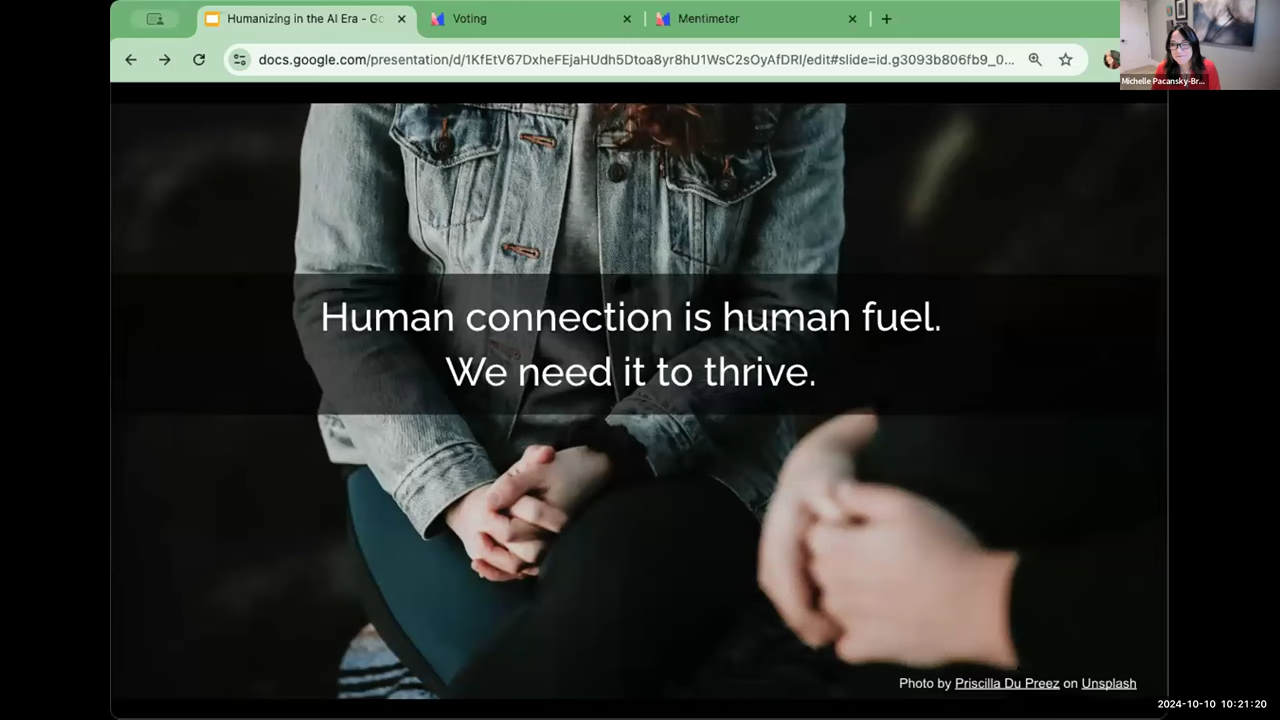 Humanizing in the AI Era - Go
Voting
Mentimeter
docs.google.com/presentation/d/1KfEtV67DxheFEjaHUdh5Dtoa8yr8hU1WsC2sOyAfDRI/edit#slide=id.g3093b806fb9_0...
Michelle Pacansky-Br...
Human connection is human fuel.
We need it to thrive.
Photo by Priscilla Du Preez on Unsplash
2024-10-10 10:21:20